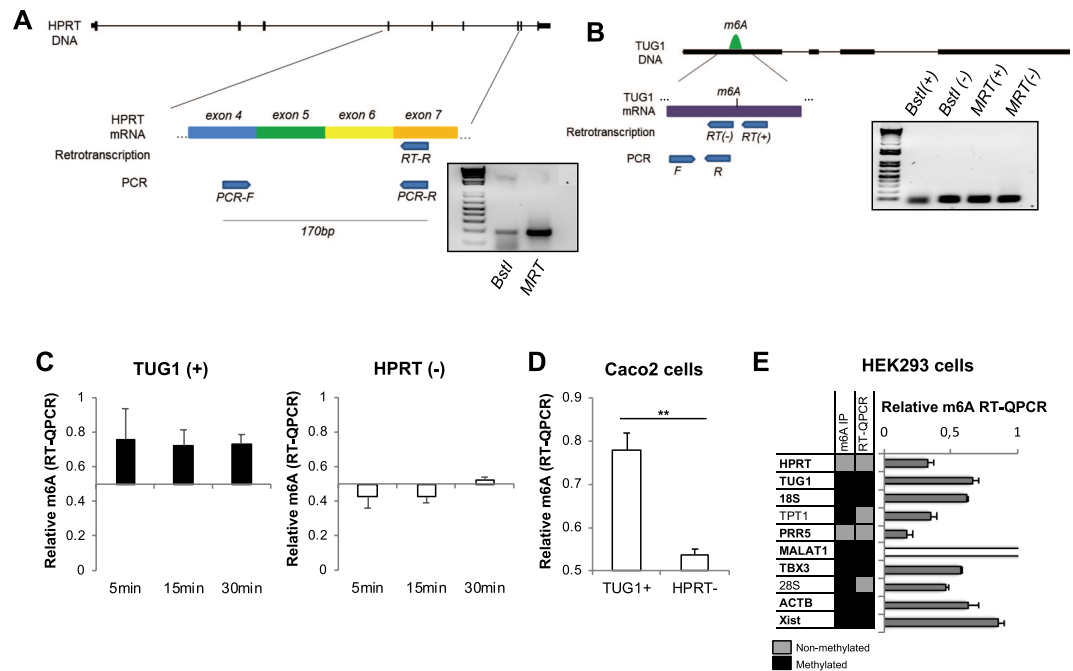 A
HPRT
DNA
HPRT
mRNA
exon 4
exon 5
exon 6
exon 7
...
...
Retrotranscription
RT-R
PCR
PCR-F
PCR-R
170bp
BstI
MRT
B
m6A
TUG1
DNA
TUG1
mRNA
m6A
...
...
Retrotranscription
RT(-)
RT(+)
PCR
F
R
BstI(+)
BstI (-)
MRT(+)
MRT(-)
C
TUG1 (+)
Relative m6A (RT-QPCR)
1
0.8
0.6
0.4
0.2
0
5min
15min
30min
HPRT (-)
Relative m6A (RT-QPCR)
1
0.8
0.6
0.4
0.2
0
5min
15min
30min
D
Caco2 cells
Relative m6A (RT-QPCR)
0.9
0.8
0.7
0.6
0.5
**
TUG1+
HPRT-
E
HEK293 cells
m6A IP
RT-QPCR
Relative m6A RT-QPCR
0
0,5
1
HPRT
TUG1
18S
TPT1
PRR5
MALAT1
TBX3
28S
ACTB
Xist
Non-methylated
Methylated